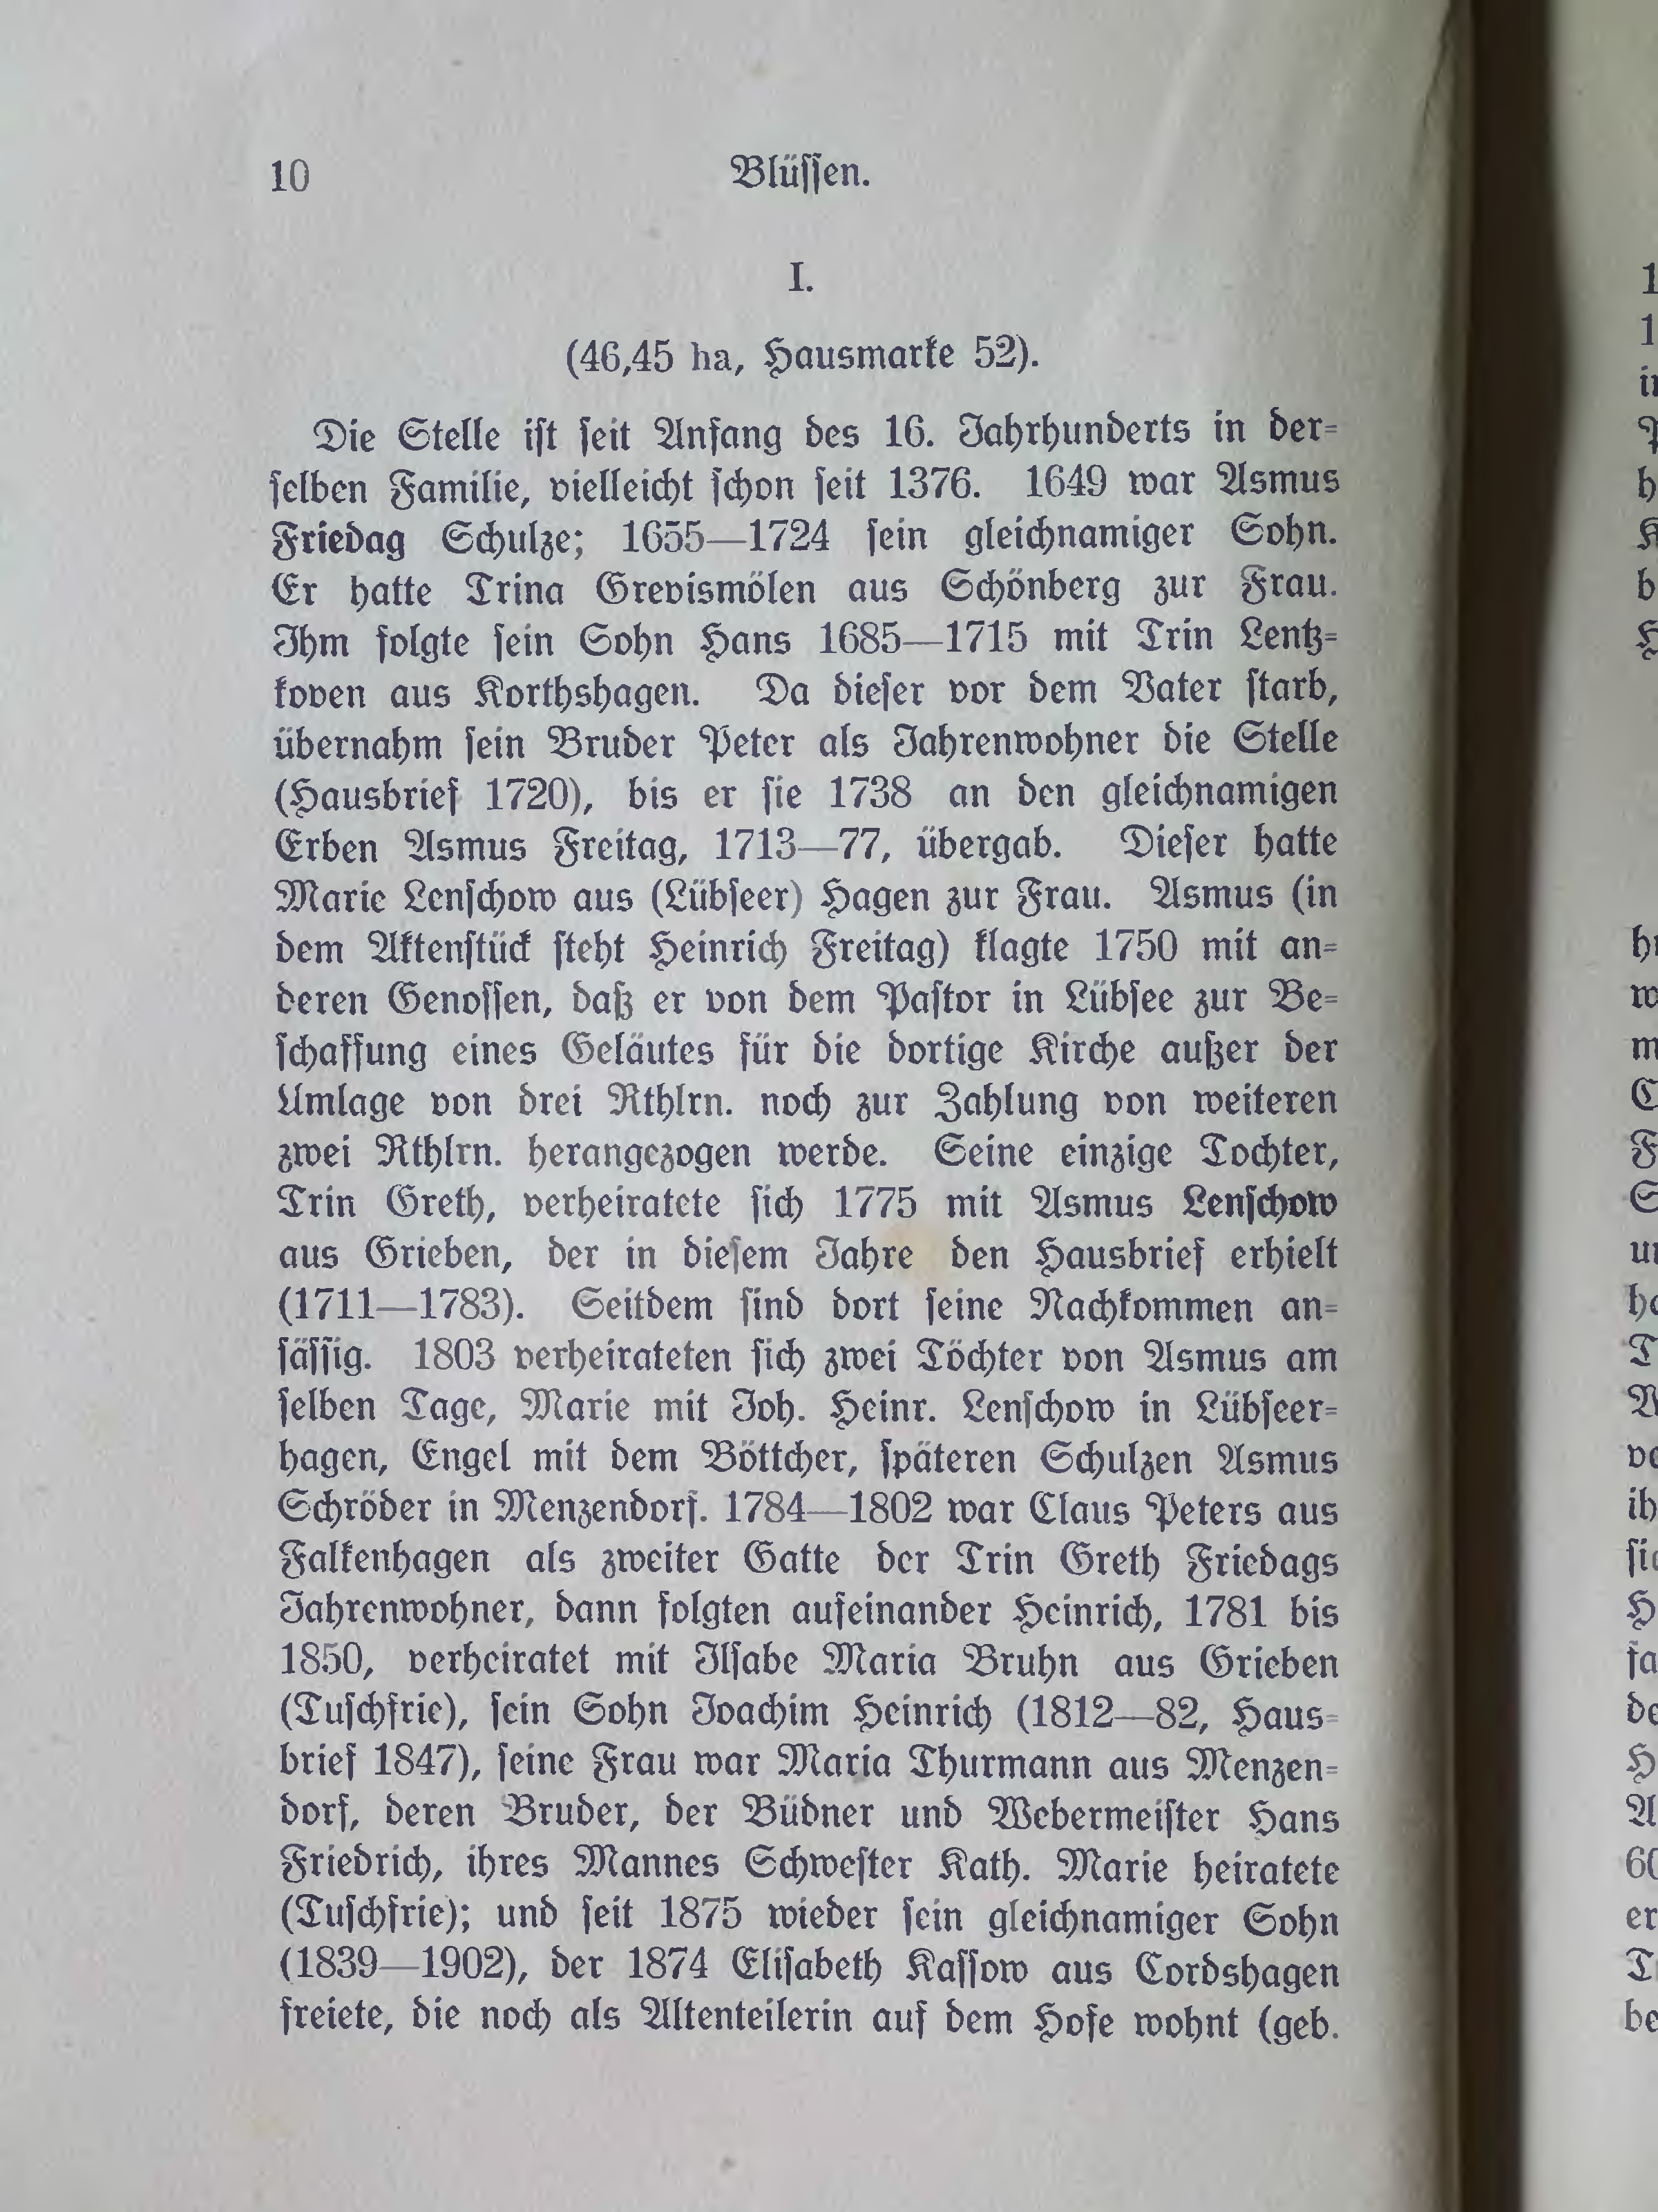 10 Blüssen.
I.
(46,45 ha, Hausmarke 52).
Die Stelle ist seit Anfang des 16. Jahrhunderts in der-
selben Familie, vielleicht schon seit 1376. 1649 war Asmus
Friedag Schulze; 1655—1724 sein gleichnamiger Sohn.
Er hatte Trina Grevismölen aus Schönberg zur Frau.
Ihm folgte sein Sohn Hans 1685—1715 mit Trin Lentz-
koven aus Korthshagen. Da dieser vor dem Vater starb,
übernahm sein Bruder Peter als Jahrenwohner die Stelle
(Hausbrief 1720), bis er sie 1738 an den gleichnamigen
Erben Asmus Freitag, 1713—77, übergab. Dieser hatte
Marie Lenschow aus (Lübseer) Hagen zur Frau. Asmus (in
dem Aktenstück steht Heinrich Freitag) klagte 1750 mit an-
deren Genossen, daß er von dem Pastor in Lübsee zur Be-
schaffung eines Geläutes für die dortige Kirche außer der
Umlage von drei Rthlrn. noch zur Zahlung von weiteren
zwei Rthlrn. herangezogen werde. Seine einzige Tochter,
Trin Greth, verheiratete sich 1775 mit Asmus Lenschow
aus Grieben, der in diesem Jahre den Hausbrief erhielt
(1711—1783). Seitdem sind dort seine Nachkommen an-
sässig. 1803 verheirateten sich zwei Töchter von Asmus am
selben Tage, Marie mit Joh. Heinr. Lenschow in Lübseer-
hagen, Engel mit dem Böttcher, späteren Schulzen Asmus
Schröder in Menzendorf. 1784—1802 war Claus Peters aus
Falkenhagen als zweiter Gatte der Trin Greth Friedags
Jahrenwohner, dann folgten aufeinander Heinrich, 1781 bis
1850, verheiratet mit Ilsabe Maria Bruhn aus Grieben
(Tuschfrie), sein Sohn Joachim Heinrich (1812—82, Haus-
brief 1847), seine Frau war Maria Thurmann aus Menzen-
dorf, deren Bruder, der Büdner und Webermeister Hans
Friedrich, ihres Mannes Schwester Kath. Marie heiratete
(Tuschfrie); und seit 1875 wieder sein gleichnamiger Sohn
(1839—1902), der 1874 Elisabeth Kassow aus Cordshagen
freiete, die noch als Altenteilerin auf dem Hofe wohnt (geb.